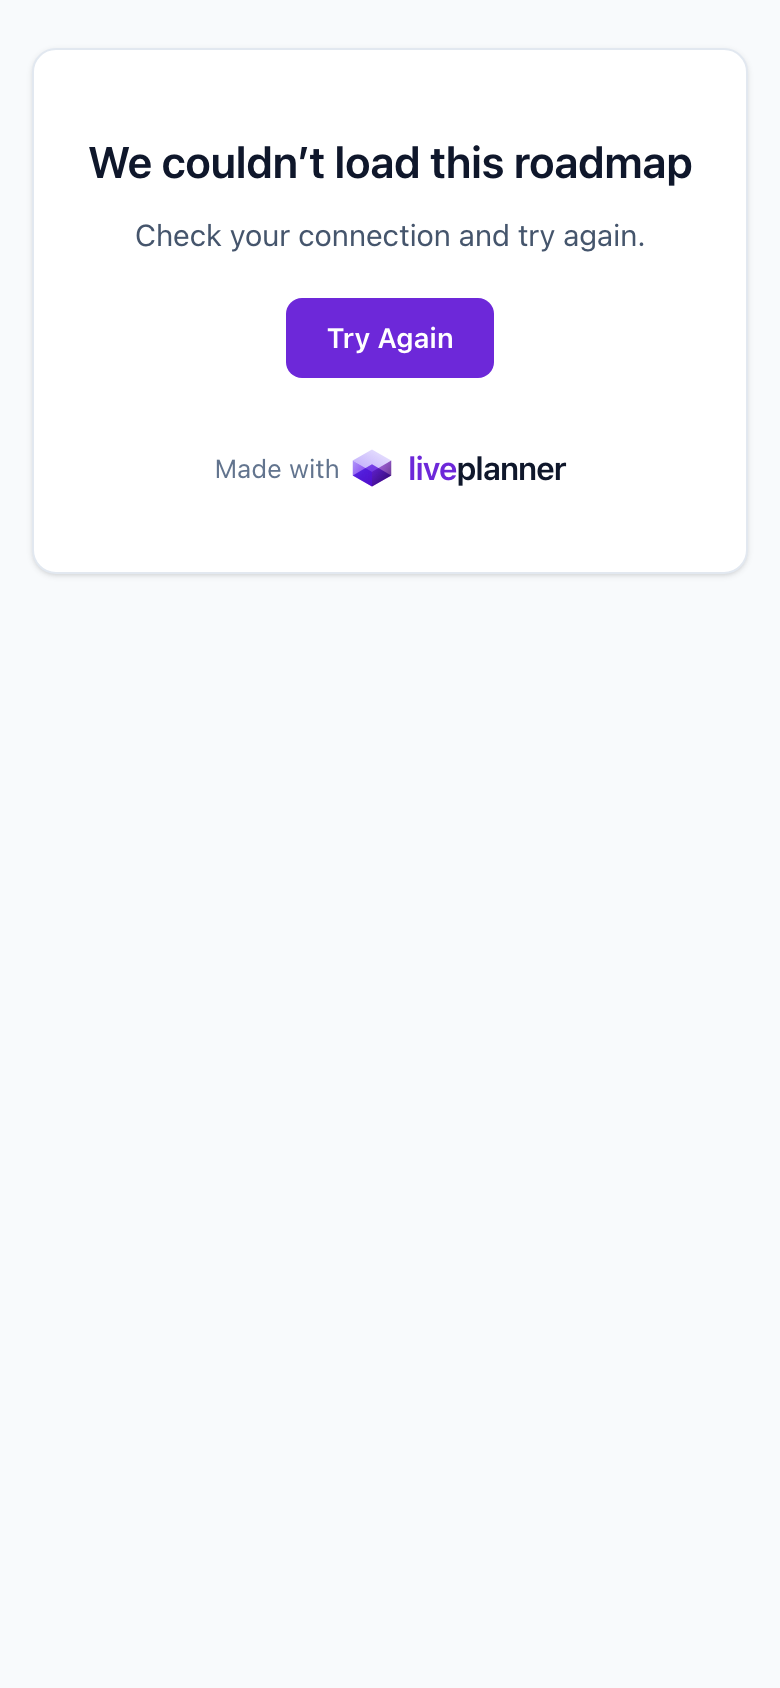 We couldn’t load this roadmap
Check your connection and try again.
Try Again
Made with liveplanner